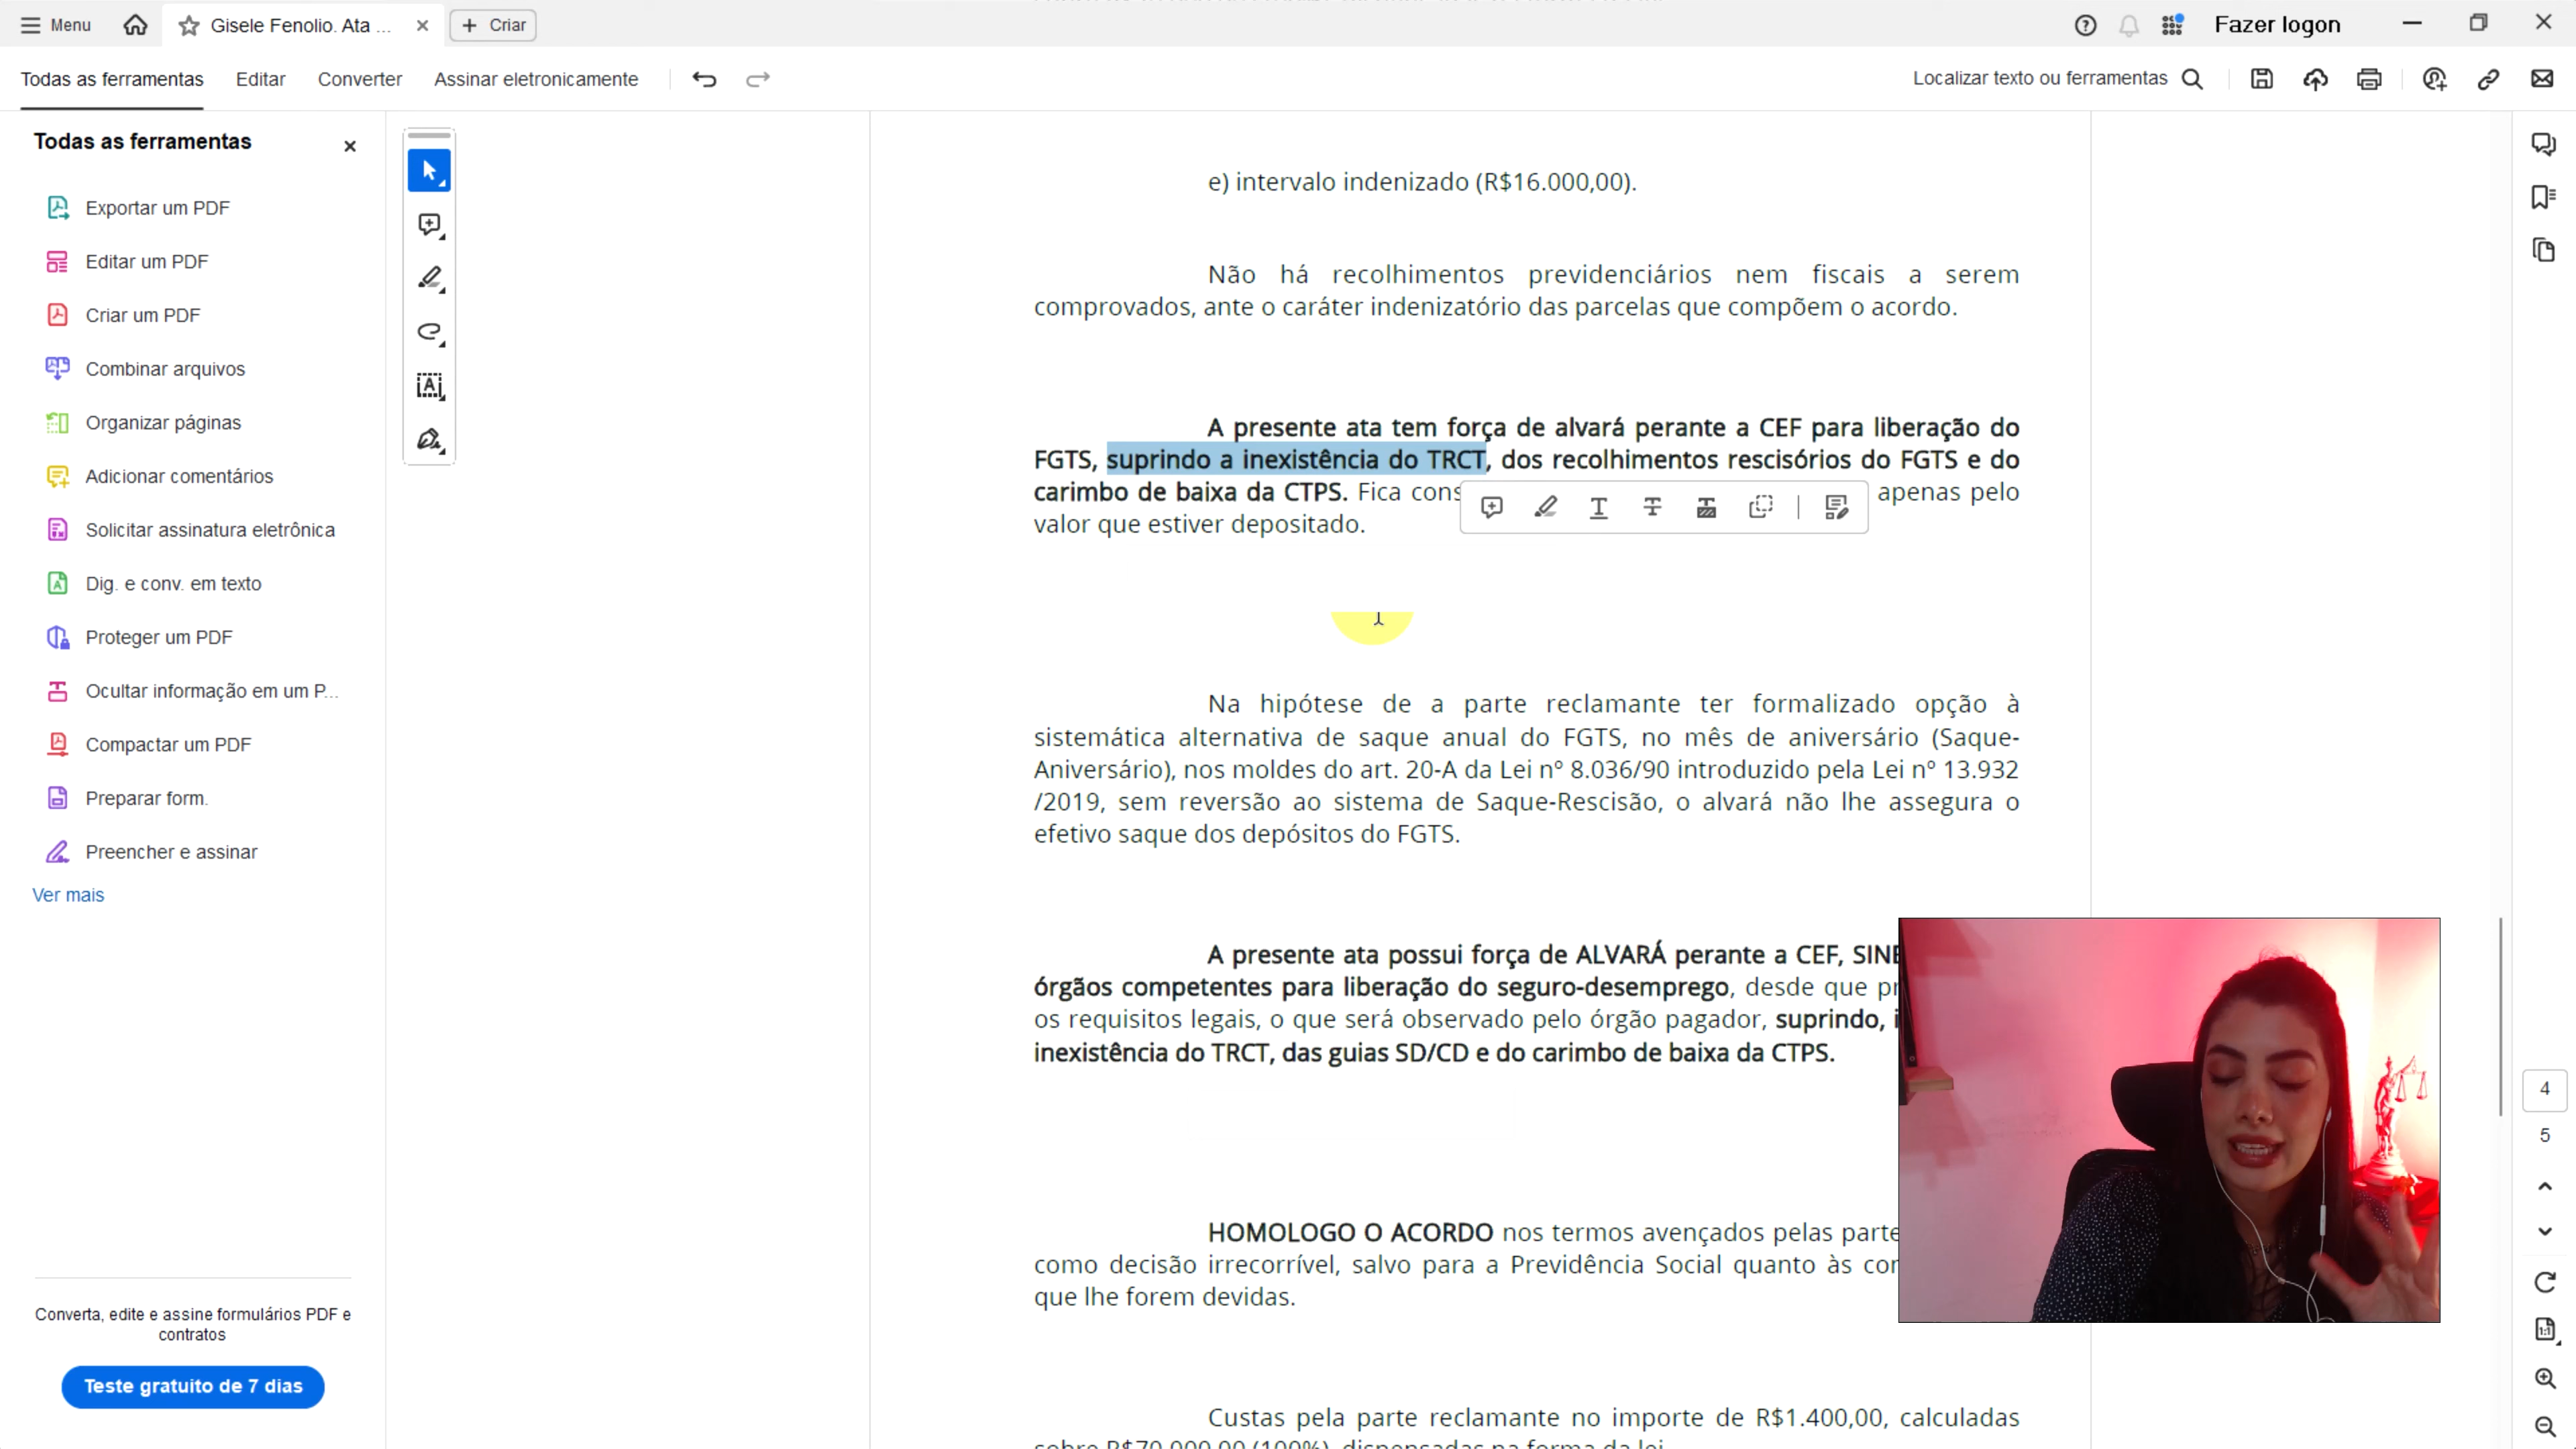 Menu
Gisele Fenolio. Ata ...
Criar
Fazer logon
Todas as ferramentas
Editar
Converter
Assinar eletronicamente
Localizar texto ou ferramentas
Todas as ferramentas
Exportar um PDF
Editar um PDF
Criar um PDF
Combinar arquivos
Organizar páginas
Adicionar comentários
Solicitar assinatura eletrônica
Dig. e conv. em texto
Proteger um PDF
Ocultar informação em um P...
Compactar um PDF
Preparar form.
Preencher e assinar
Ver mais
Converta, edite e assine formulários PDF e
contratos
Teste gratuito de 7 dias
e) intervalo indenizado (R$16.000,00).
Não há recolhimentos previdenciários nem fiscais a serem
comprovados, ante o caráter indenizatório das parcelas que compõem o acordo.
A presente ata tem força de alvará perante a CEF para liberação do
FGTS, suprindo a inexistência do TRCT, dos recolhimentos rescisórios do FGTS e do
carimbo de baixa da CTPS. Fica apenas pelo
valor que estiver depositado.
Na hipótese de a parte reclamante ter formalizado opção à
sistemática alternativa de saque anual do FGTS, no mês de aniversário (Saque-
Aniversário), nos moldes do art. 20-A da Lei nº 8.036/90 introduzido pela Lei nº 13.932
/2019, sem reversão ao sistema de Saque-Rescisão, o alvará não lhe assegura o
efetivo saque dos depósitos do FGTS.
A presente ata possui força de ALVARÁ perante a CEF,
órgãos competentes para liberação do seguro-desemprego, desde que
os requisitos legais, o que será observado pelo órgão pagador, suprindo,
inexistência do TRCT, das guias SD/CD e do carimbo de baixa da CTPS.
HOMOLOGO O ACORDO nos termos avençados pelas
como decisão irrecorrível, salvo para a Previdência Social quanto às
que lhe forem devidas.
Custas pela parte reclamante no importe de R$1.400,00, calculadas
sobre R$70.000,00 (100%), dispensadas na forma da lei
4
5